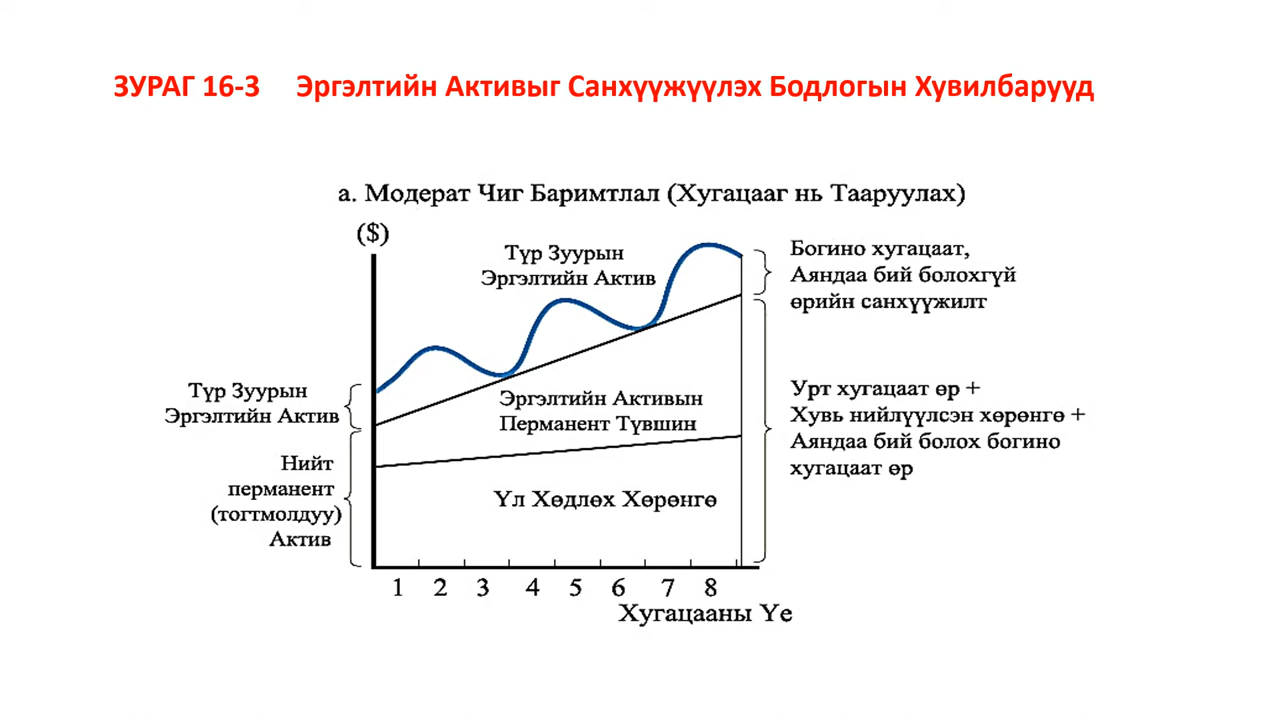 ЗУРАГ 16-3 Эргэлтийн Активыг Санхүүжүүлэх Бодлогын Хувилбарууд
a. Модерат Чиг Баримтлал (Хугацааг нь Тааруулах)
($)
Түр Зуурын
Эргэлтийн Актив
Богино хугацаат,
Аяндаа бий болохгүй
өрийн санхүүжилт
Түр Зуурын
Эргэлтийн Актив
Эргэлтийн Активын
Перманент Түвшин
Урт хугацаат өр +
Хувь нийлүүлсэн хөрөнгө +
Аяндаа бий болох богино
хугацаат өр
Нийт
перманент
(тогтмолдуу)
Актив
Үл Хөдлөх Хөрөнгө
1 2 3 4 5 6 7 8
Хугацааны Үе